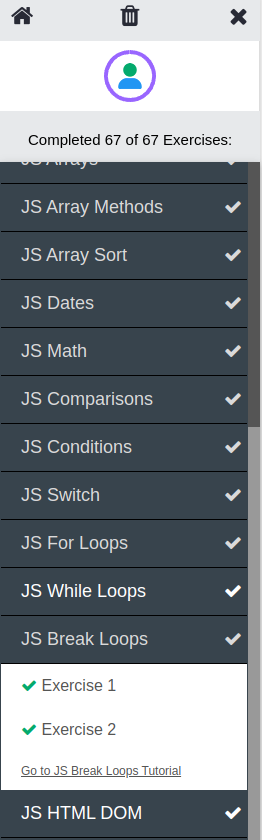 Completed 67 of 67 Exercises:
JS Arrays
JS Array Methods
JS Array Sort
JS Dates
JS Math
JS Comparisons
JS Conditions
JS Switch
JS For Loops
JS While Loops
JS Break Loops
Exercise 1
Exercise 2
Go to JS Break Loops Tutorial
JS HTML DOM